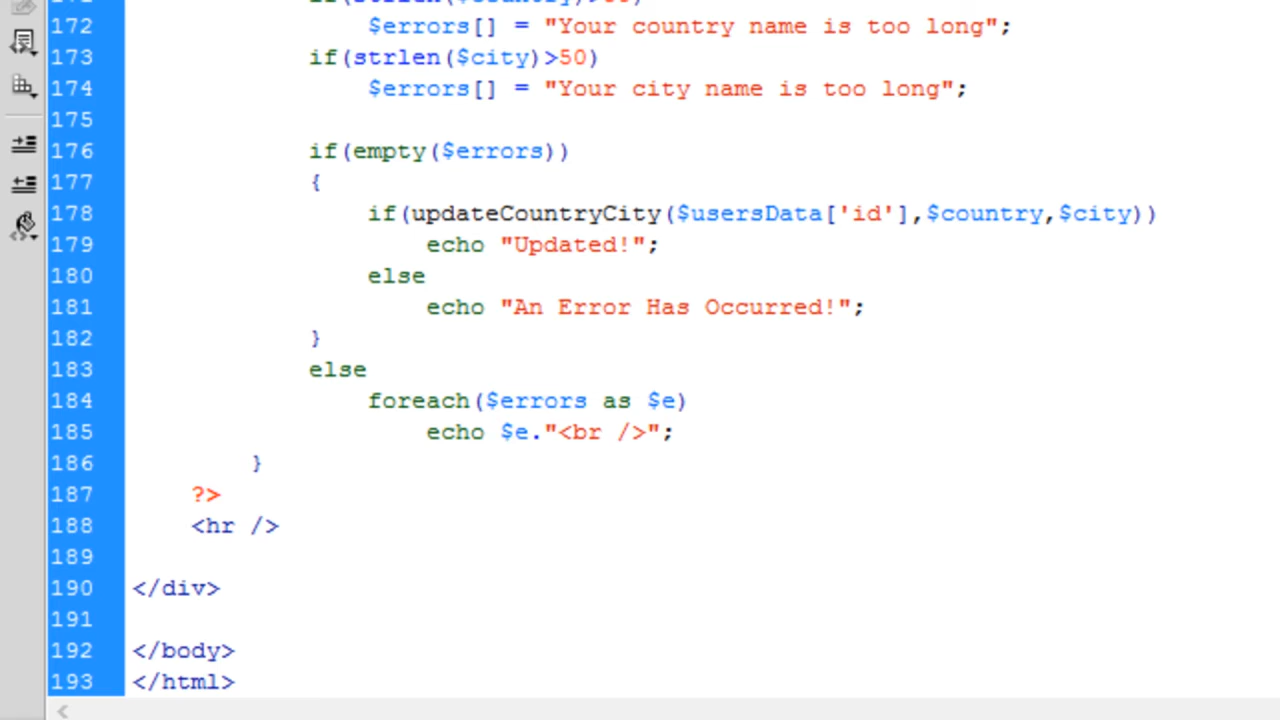 172 $errors[] = "Your country name is too long";
173 if(strlen($city)>50)
174 $errors[] = "Your city name is too long";
175
176 if(empty($errors))
177 {
178 if(updateCountryCity($usersData['id'],$country,$city))
179 echo "Updated!";
180 else
181 echo "An Error Has Occurred!";
182 }
183 else
184 foreach($errors as $e)
185 echo $e."<br />";
186 }
187 ?>
188 <hr />
189
190 </div>
191
192 </body>
193 </html>